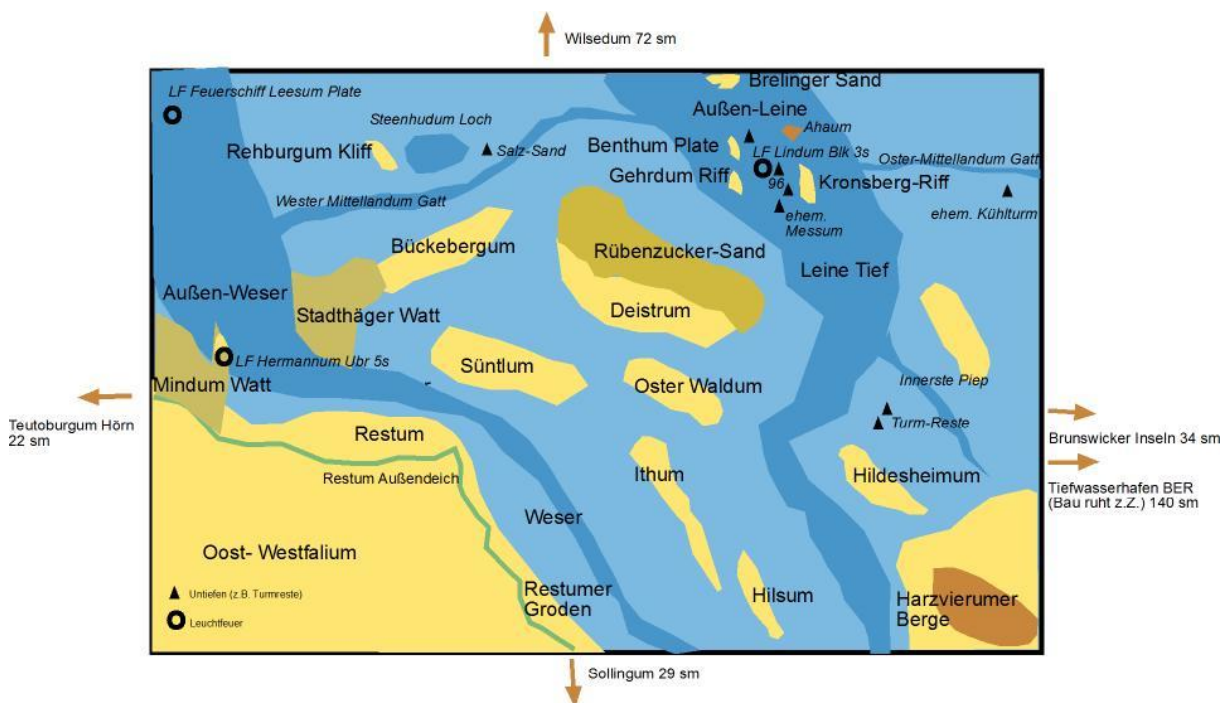 Wilsedum 72 sm
LF Feuerschiff Leesum Plate
Brelinger Sand
Außen-Leine
Steenhudum Loch
Ahaum
Rehburgum Kliff
Salz-Sand
Benthum Plate
LF Lindum Blk 3s
Oster-Mittellandum Gatt
Gehrdum Riff
96
Kronsberg-Riff
Wester Mittellandum Gatt
ehem.
Messum
ehem. Kühlturm
Bückebergum
Rübenzucker-Sand
Leine Tief
Außen-Weser
Stadthäger Watt
Deistrum
LF Hermannum Ubr 5s
Süntlum
Oster Waldum
Innerste Piep
Mindum Watt
Teutoburgum Hörn
22 sm
Turm-Reste
Brunswicker Inseln 34 sm
Restum
Restum Außendeich
Ithum
Hildesheimum
Tiefwasserhafen BER
(Bau ruht z.Z.) 140 sm
Weser
Oost- Westfalium
Restumer
Groden
Hilsum
Harzvierumer
Berge
Untiefen (z.B. Turmreste)
Leuchtfeuer
Sollingum 29 sm